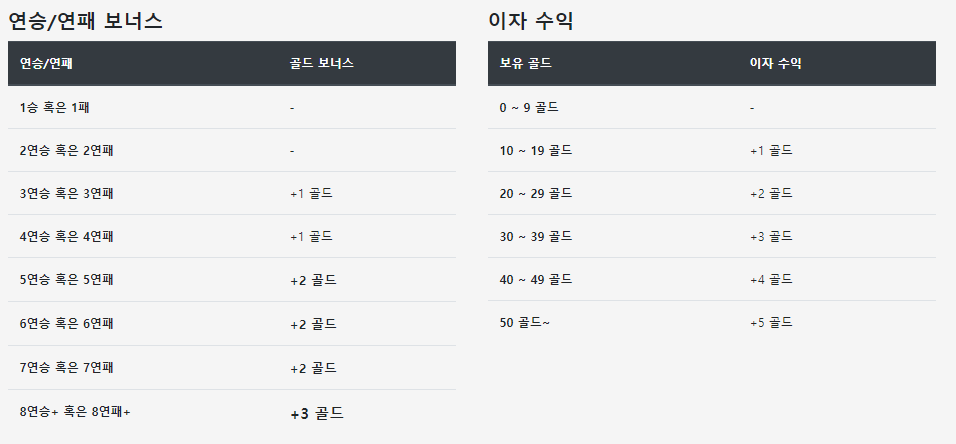 연승/연패 보너스
연승/연패 골드 보너스
1승 혹은 1패 -
2연승 혹은 2연패 -
3연승 혹은 3연패 +1 골드
4연승 혹은 4연패 +1 골드
5연승 혹은 5연패 +2 골드
6연승 혹은 6연패 +2 골드
7연승 혹은 7연패 +2 골드
8연승+ 혹은 8연패+ +3 골드
이자 수익
보유 골드 이자 수익
0 ~ 9 골드 -
10 ~ 19 골드 +1 골드
20 ~ 29 골드 +2 골드
30 ~ 39 골드 +3 골드
40 ~ 49 골드 +4 골드
50 골드~ +5 골드